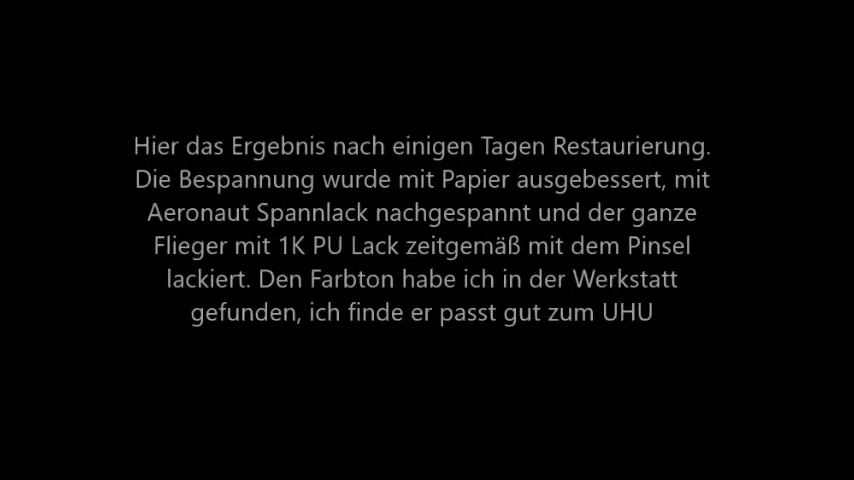 Hier das Ergebnis nach einigen Tagen Restaurierung.
Die Bespannung wurde mit Papier ausgebessert, mit
Aeronaut Spannlack nachgespannt und der ganze
Flieger mit 1K PU Lack zeitgemäß mit dem Pinsel
lackiert. Den Farbton habe ich in der Werkstatt
gefunden, ich finde er passt gut zum UHU